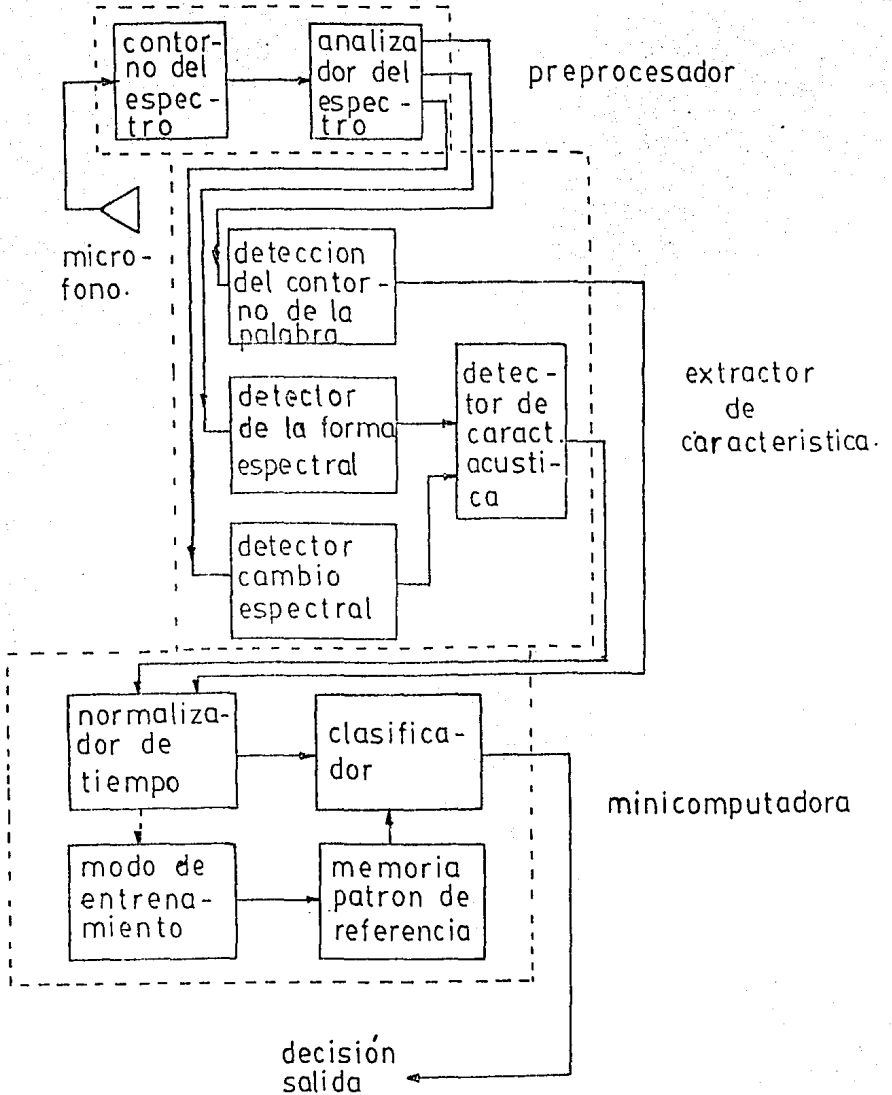 contor-
no del
espec-
tro
analiza
dor del
espec-
tro
preprocesador
micro-
fono.
deteccion
del contor-
no de la
palabra
detector
de la forma
espectral
detec-
tor de
caract.
acusti-
ca
extractor
de
caracteristica.
detector
cambio
espectral
normaliza-
dor de
tiempo
clasifica-
dor
minicomputadora
modo de
entrena-
miento
memoria
patron de
referencia
decisión
salida